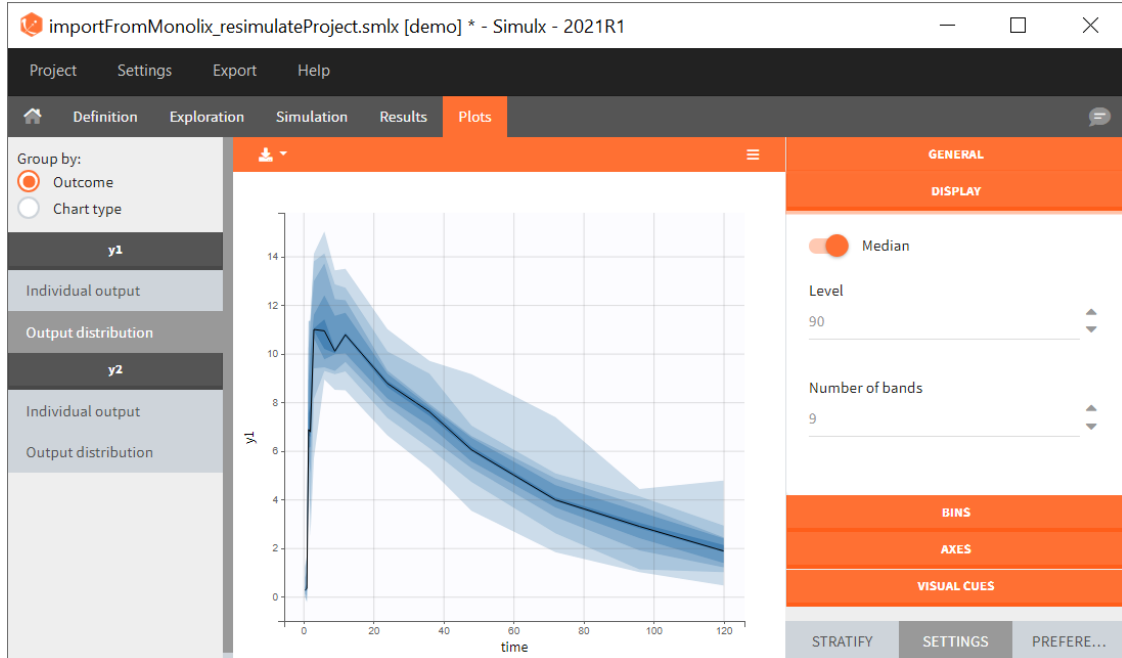 importFromMonolix_resimulateProject.smlx [demo] * - Simulx - 2021R1
Project Settings Export Help
Definition Exploration Simulation Results Plots
Group by:
Outcome
Chart type
y1
Individual output
Output distribution
y2
Individual output
Output distribution
y1
14
12
10
8
6
4
2
0
0 20 40 60 80 100 120
time
GENERAL
DISPLAY
Median
Level
90
Number of bands
9
BINS
AXES
VISUAL CUES
STRATIFY SETTINGS PREFERE...